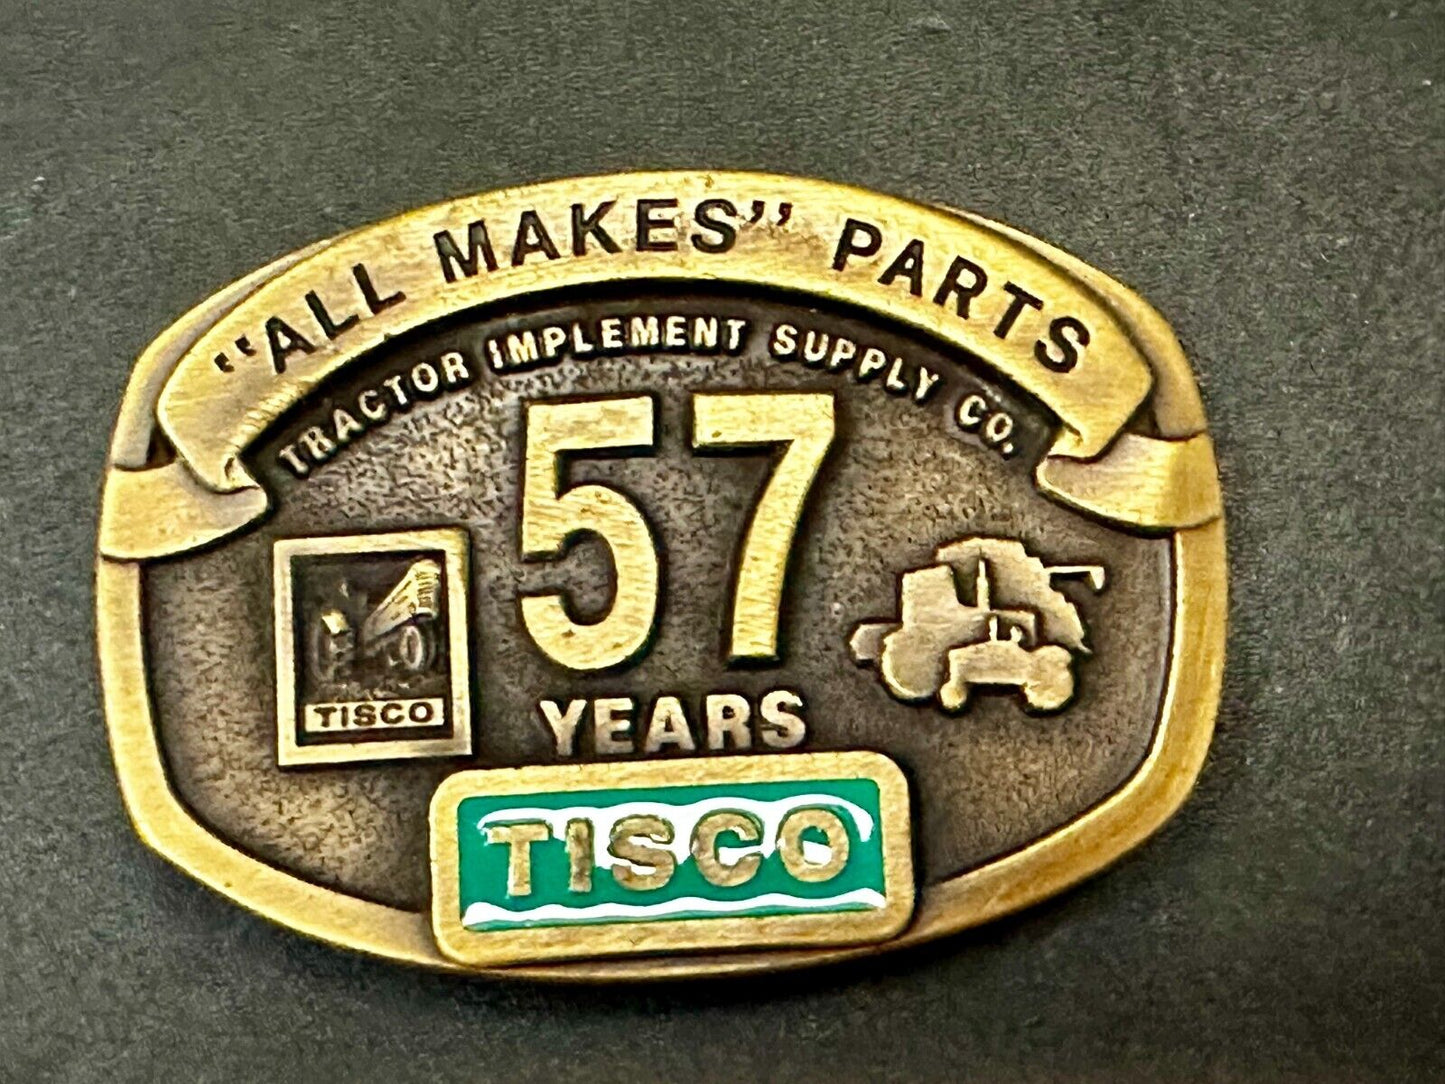 "ALL MAKES" PARTS
TRACTOR IMPLEMENT SUPPLY CO.
57
YEARS
TISCO
TISCO